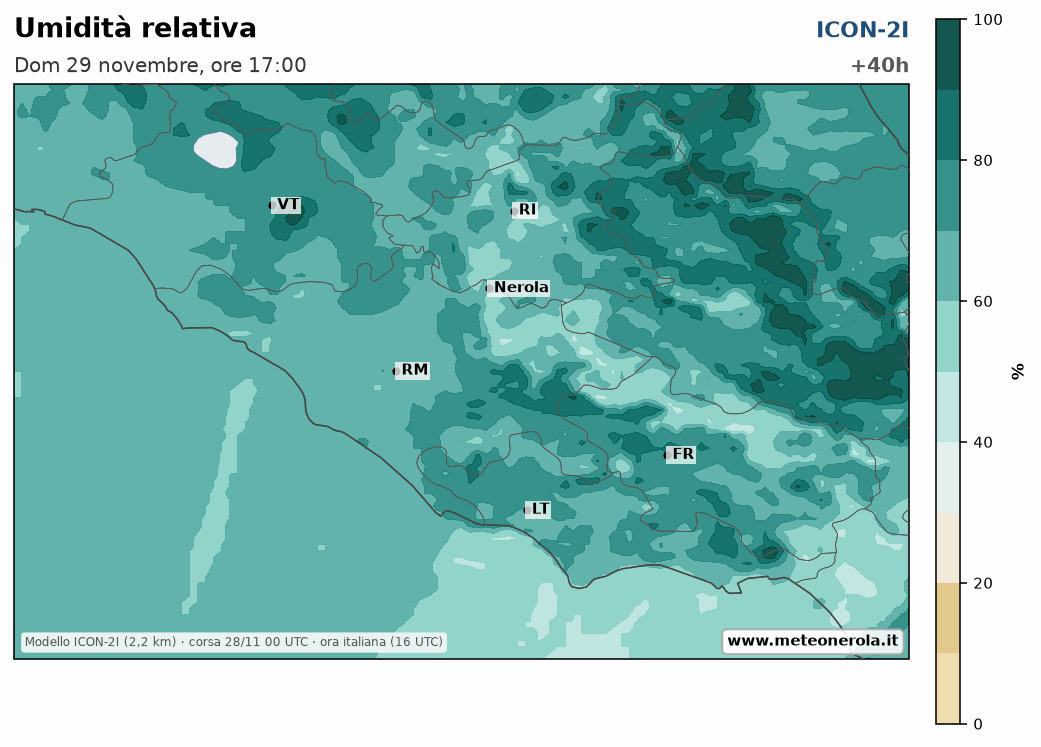 Umidità relativa
ICON-2I
Dom 29 novembre, ore 17:00
+40h
100
80
60
40
20
0
%
VT
RI
Nerola
RM
FR
LT
Modello ICON-2I (2,2 km) · corsa 28/11 00 UTC · ora italiana (16 UTC)
www.meteonerola.it